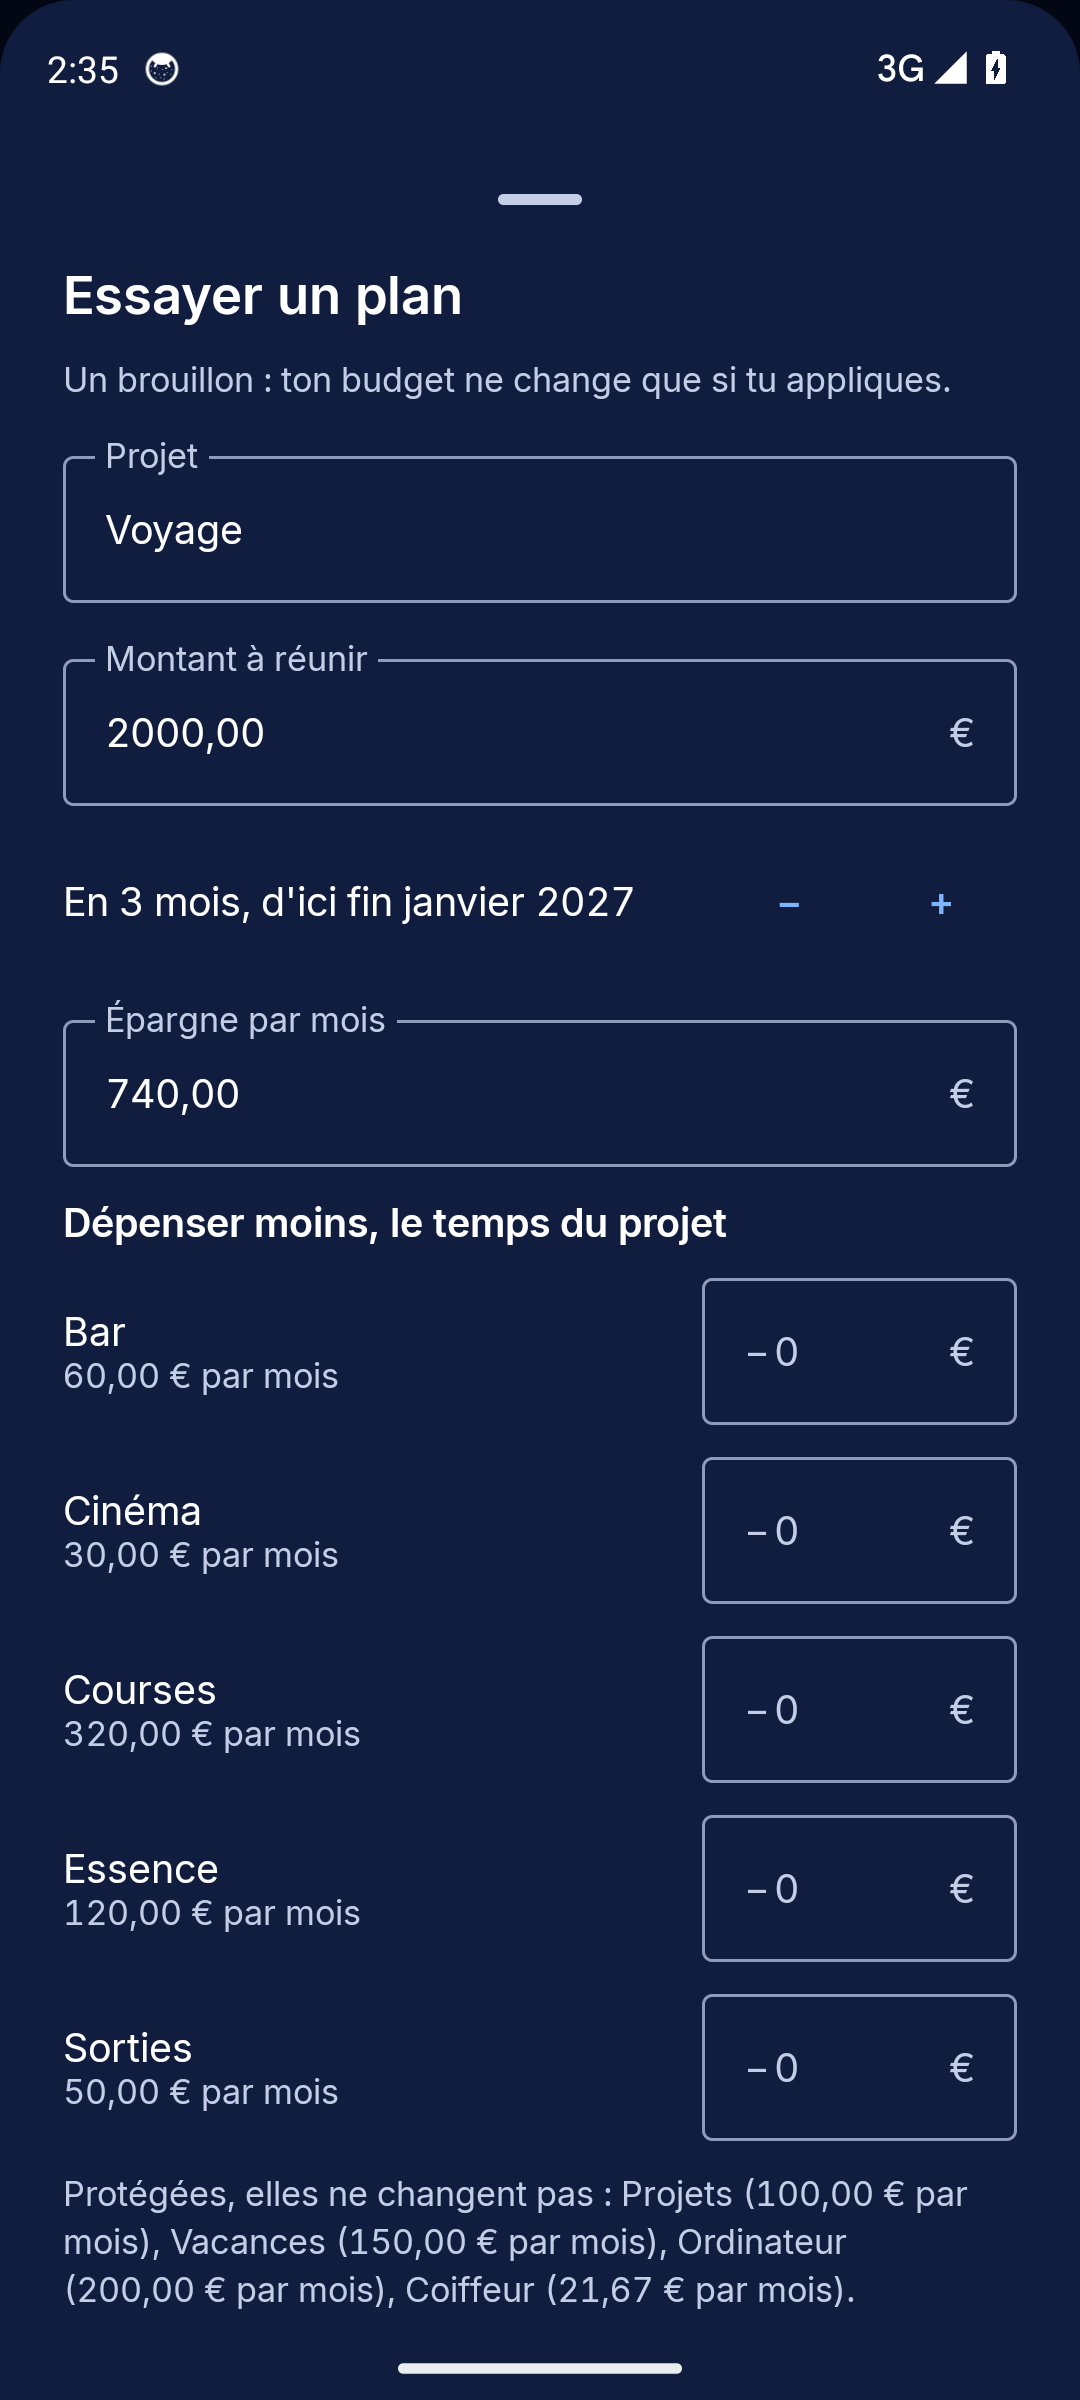 2:35
3G
Essayer un plan
Un brouillon : ton budget ne change que si tu appliques.
Projet
Voyage
Montant à réunir
2000,00 €
En 3 mois, d'ici fin janvier 2027 – +
Épargne par mois
740,00 €
Dépenser moins, le temps du projet
Bar
60,00 € par mois
– 0 €
Cinéma
30,00 € par mois
– 0 €
Courses
320,00 € par mois
– 0 €
Essence
120,00 € par mois
– 0 €
Sorties
50,00 € par mois
– 0 €
Protégées, elles ne changent pas : Projets (100,00 € par
mois), Vacances (150,00 € par mois), Ordinateur
(200,00 € par mois), Coiffeur (21,67 € par mois).